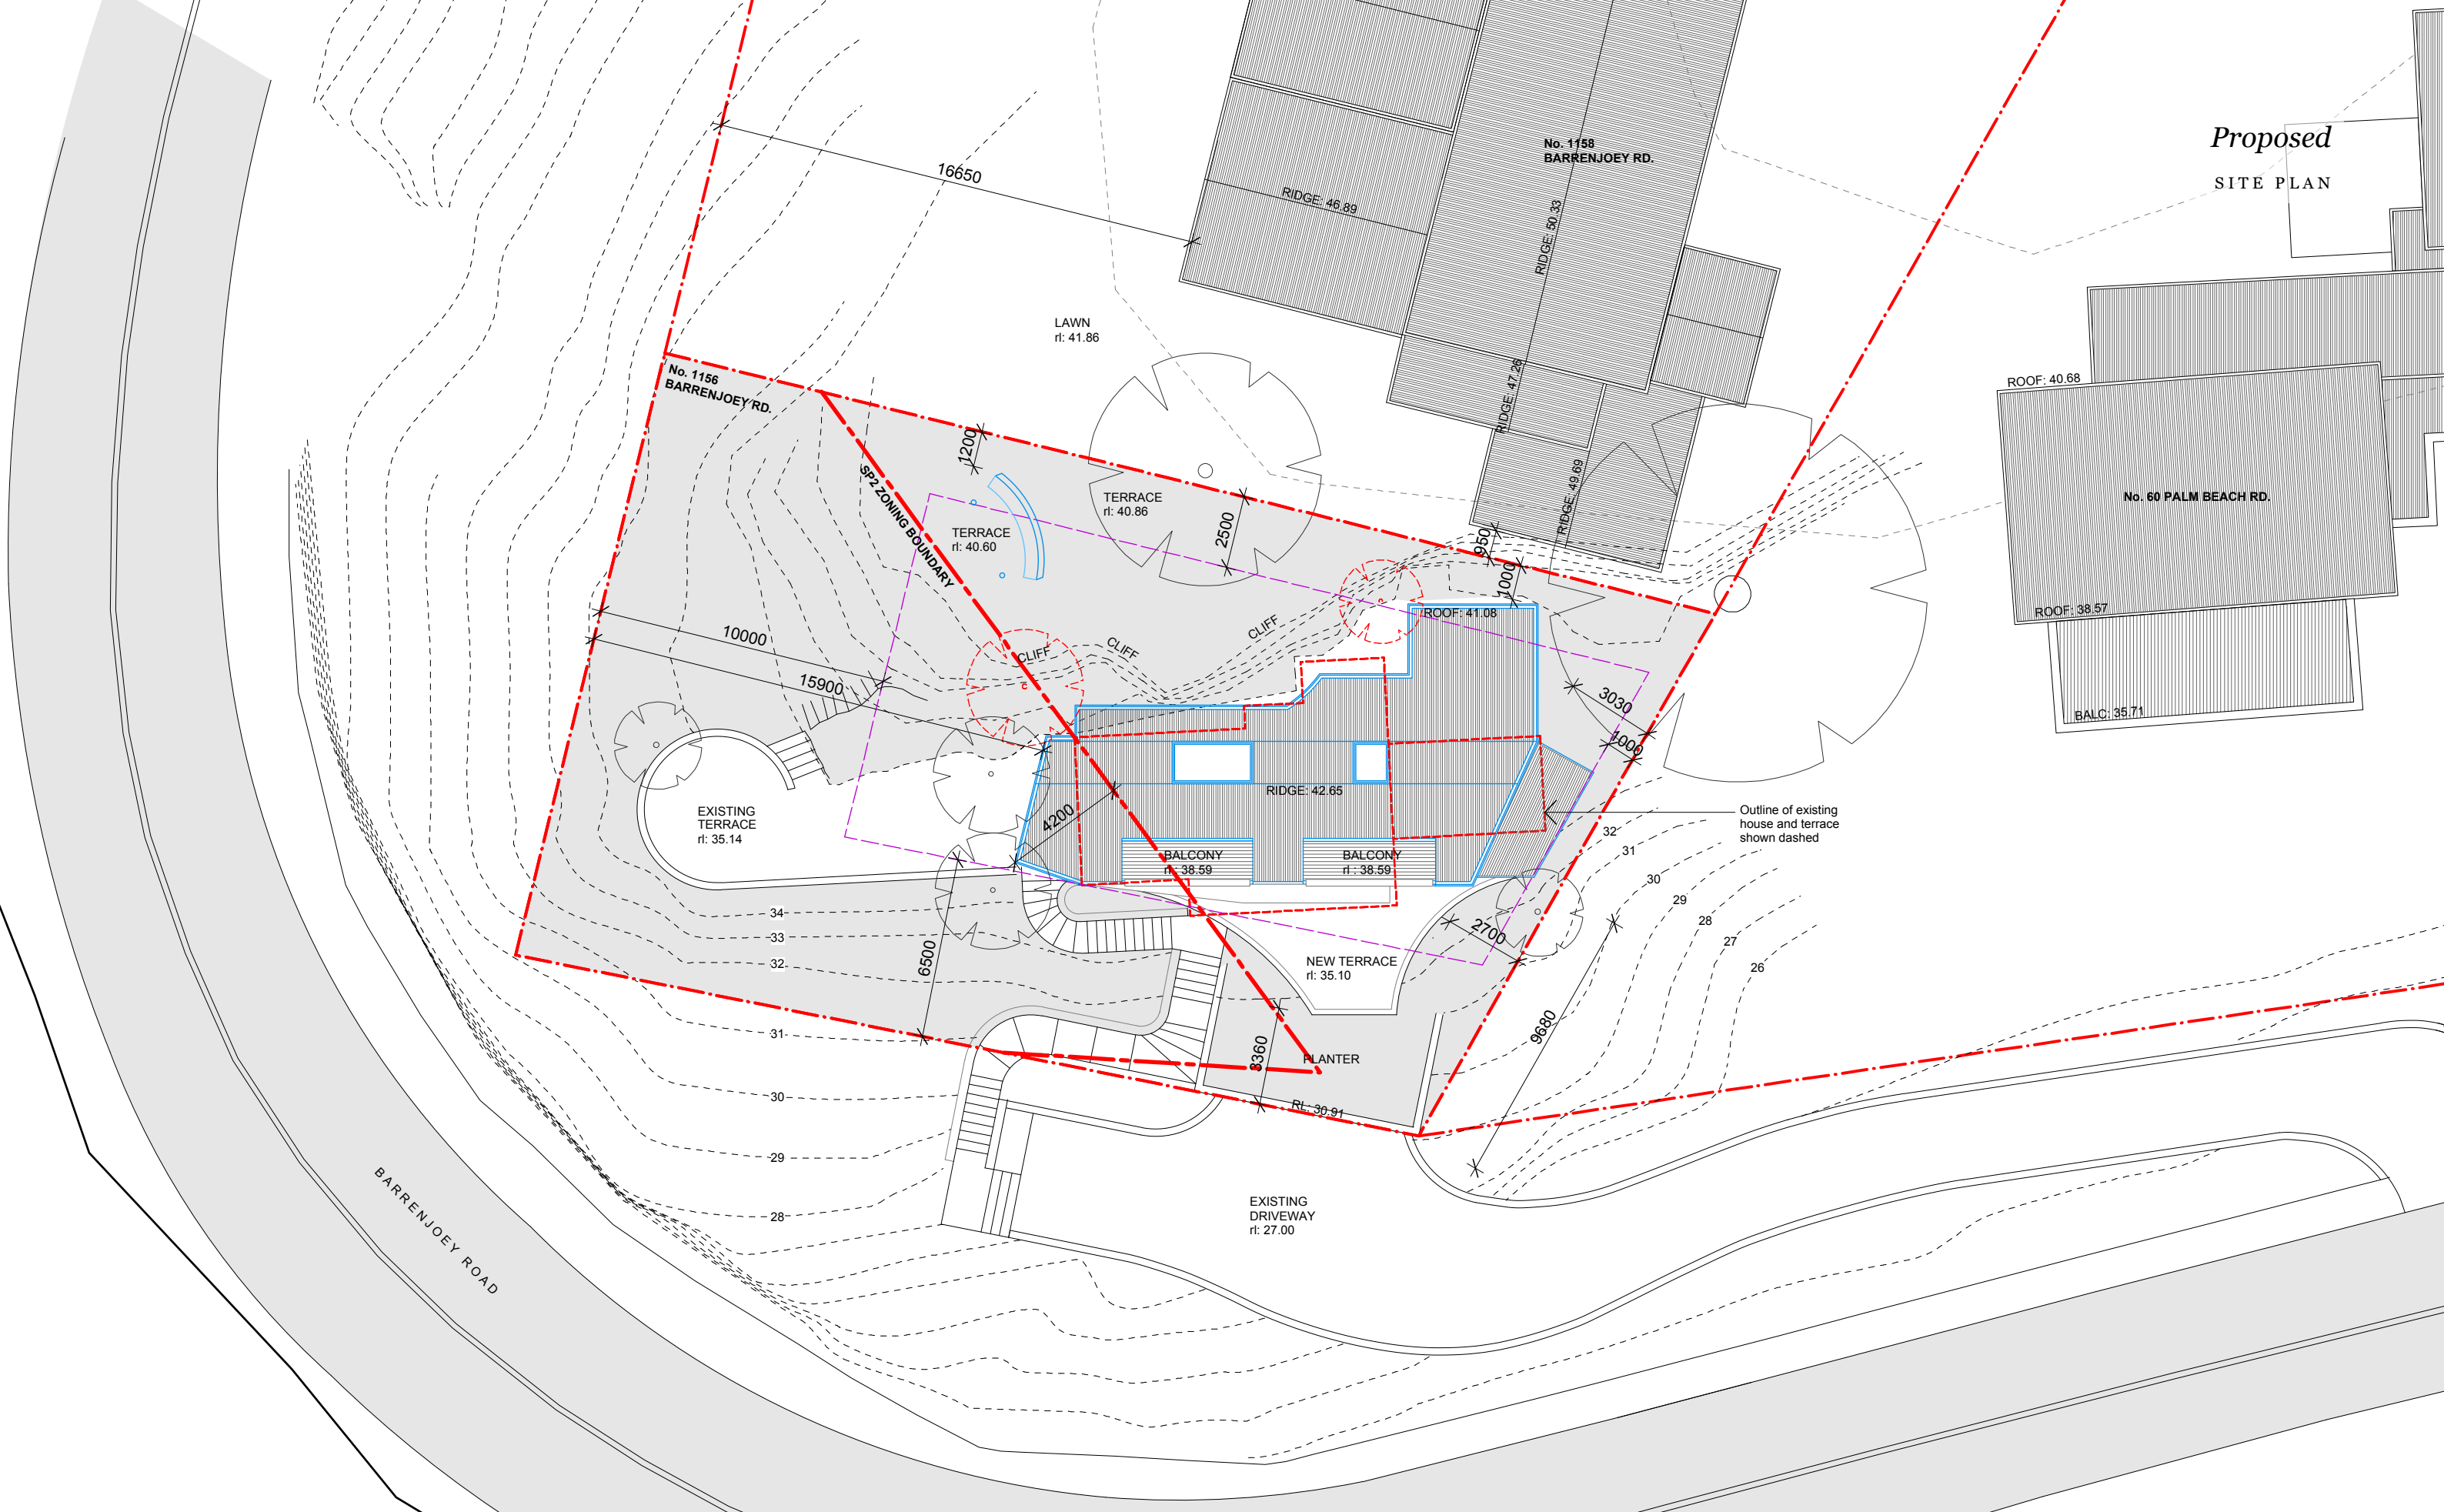 Proposed
SITE PLAN
No. 1158
BARRENJOEY RD.
16650
RIDGE: 46.89
RIDGE: 50.33
LAWN
rl: 41.86
RIDGE: 47.26
No. 1156
BARRENJOEY RD.
ROOF: 40.68
1200
SP2 ZONING BOUNDARY
TERRACE
rl: 40.86
RIDGE: 49.69
No. 60 PALM BEACH RD.
TERRACE
rl: 40.60
2500
950
1000
ROOF: 41.08
ROOF: 38.57
10000
CLIFF
CLIFF
CLIFF
15900
3030
1000
BALC: 35.71
RIDGE: 42.65
EXISTING
TERRACE
rl: 35.14
4200
Outline of existing
house and terrace
shown dashed
BALCONY
rl : 38.59
BALCONY
rl : 38.59
32
31
30
29
28
27
26
34
33
32
31
30
29
28
6500
2700
NEW TERRACE
rl: 35.10
9680
3360
PLANTER
RL: 30.91
EXISTING
DRIVEWAY
rl: 27.00
BARRENJOEY ROAD